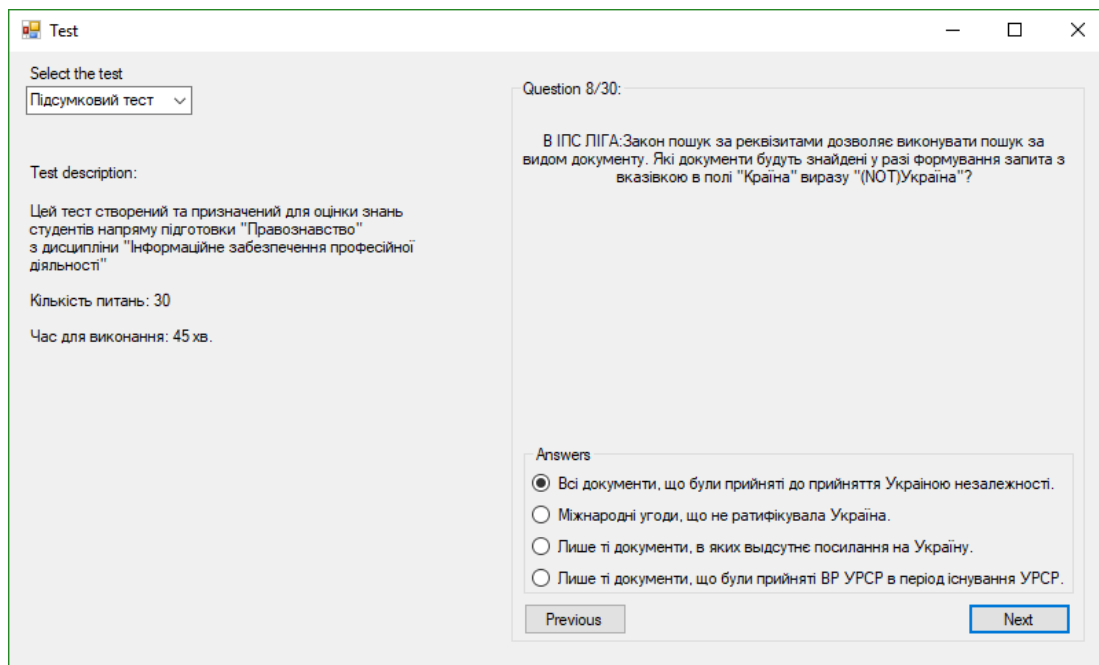 Test
Select the test
Підсумковий тест
Test description:
Цей тест створений та призначений для оцінки знань
студентів напряму підготовки "Правознавство"
з дисципліни "Інформаційне забезпечення професійної
діяльності"
Кількість питань: 30
Час для виконання: 45 хв.
Question 8/30:
В ІПС ЛІГА:Закон пошук за реквізитами дозволяє виконувати пошук за
видом документу. Які документи будуть знайдені у разі формування запита з
вказівкою в полі "Країна" виразу "(NOT)Україна"?
Answers
Всі документи, що були прийняті до прийняття Украіною незалежності.
Міжнародні угоди, що не ратифікувала Україна.
Лише ті документи, в яких выдсутнє посилання на Україну.
Лише ті документи, що були прийняті ВР УРСР в період існування УРСР.
Previous
Next